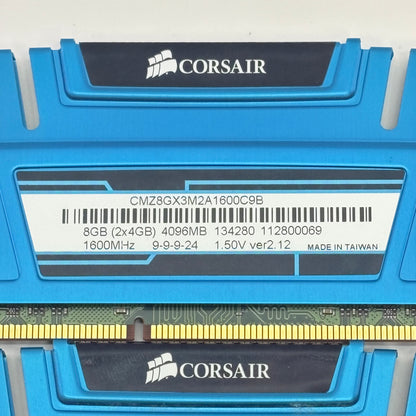 CORSAIR
CMZ8GX3M2A1600C9B
8GB (2x4GB) 4096MB 134280 112800069
1600MHz 9-9-9-24 1.50V ver2.12 MADE IN TAIWAN
CORSAIR